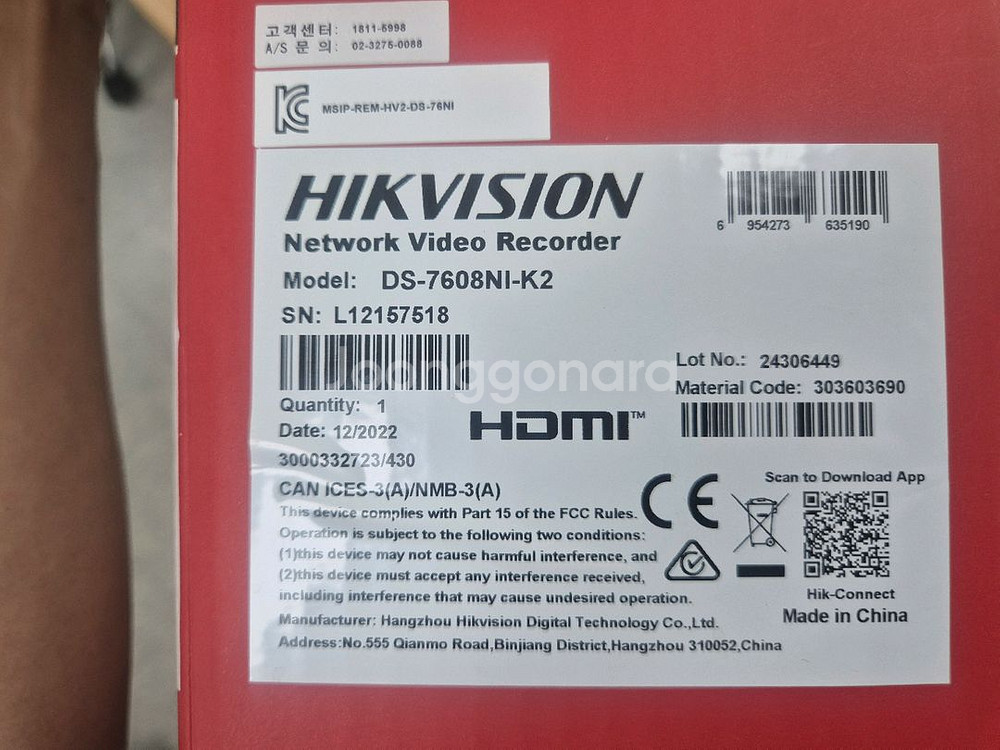 고객센터: 1811-5998
A/S 문의: 02-3275-0088
MSIP-REM-HV2-DS-76NI
HIKVISION
6 954273 635190
Network Video Recorder
Model: DS-7608NI-K2
SN: L12157518
joonggonara
Lot No.: 24306449
Material Code: 303603690
Quantity: 1
HDMI™
Date: 12/2022
3000332723/430
CAN ICES-3(A)/NMB-3(A)
CE
Scan to Download App
This device complies with Part 15 of the FCC Rules.
Operation is subject to the following two conditions:
(1)this device may not cause harmful interference, and
(2)this device must accept any interference received,
including interference that may cause undesired operation.
Hik-Connect
Made in China
Manufacturer: Hangzhou Hikvision Digital Technology Co.,Ltd.
Address:No.555 Qianmo Road,Binjiang District,Hangzhou 310052,China